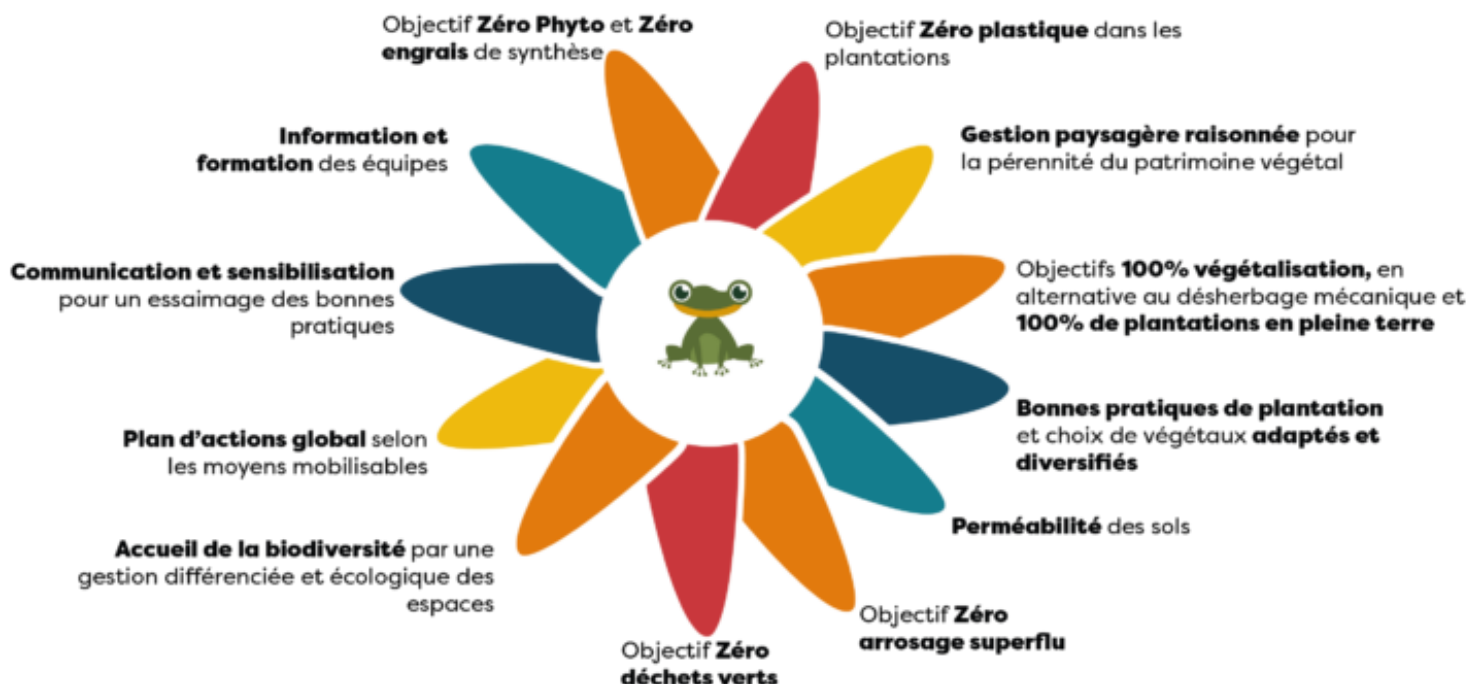 Objectif Zéro Phyto et Zéro
engrais de synthèse
Objectif Zéro plastique dans les
plantations
Information et
formation des équipes
Gestion paysagère raisonnée pour
la pérennité du patrimoine végétal
Communication et sensibilisation
pour un essaimage des bonnes
pratiques
Objectifs 100% végétalisation, en
alternative au désherbage mécanique et
100% de plantations en pleine terre
Plan d'actions global selon
les moyens mobilisables
Bonnes pratiques de plantation
et choix de végétaux adaptés et
diversifiés
Perméabilité des sols
Accueil de la biodiversité par une
gestion différenciée et écologique des
espaces
Objectif Zéro
arrosage superflu
Objectif Zéro
déchets verts